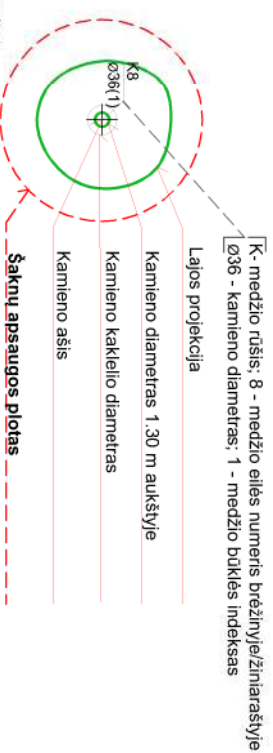 K- medžio rūšis; 8 - medžio eilės numeris brėžinyje/žiniaraštyje
Ø36 - kamieno diametras; 1 - medžio būklės indeksas
K8
Ø36(1)
Lajos projekcija
Kamieno diametras 1.30 m aukštyje
Kamieno kaklelio diametras
Kamieno ašis
Šaknų apsaugos plotas